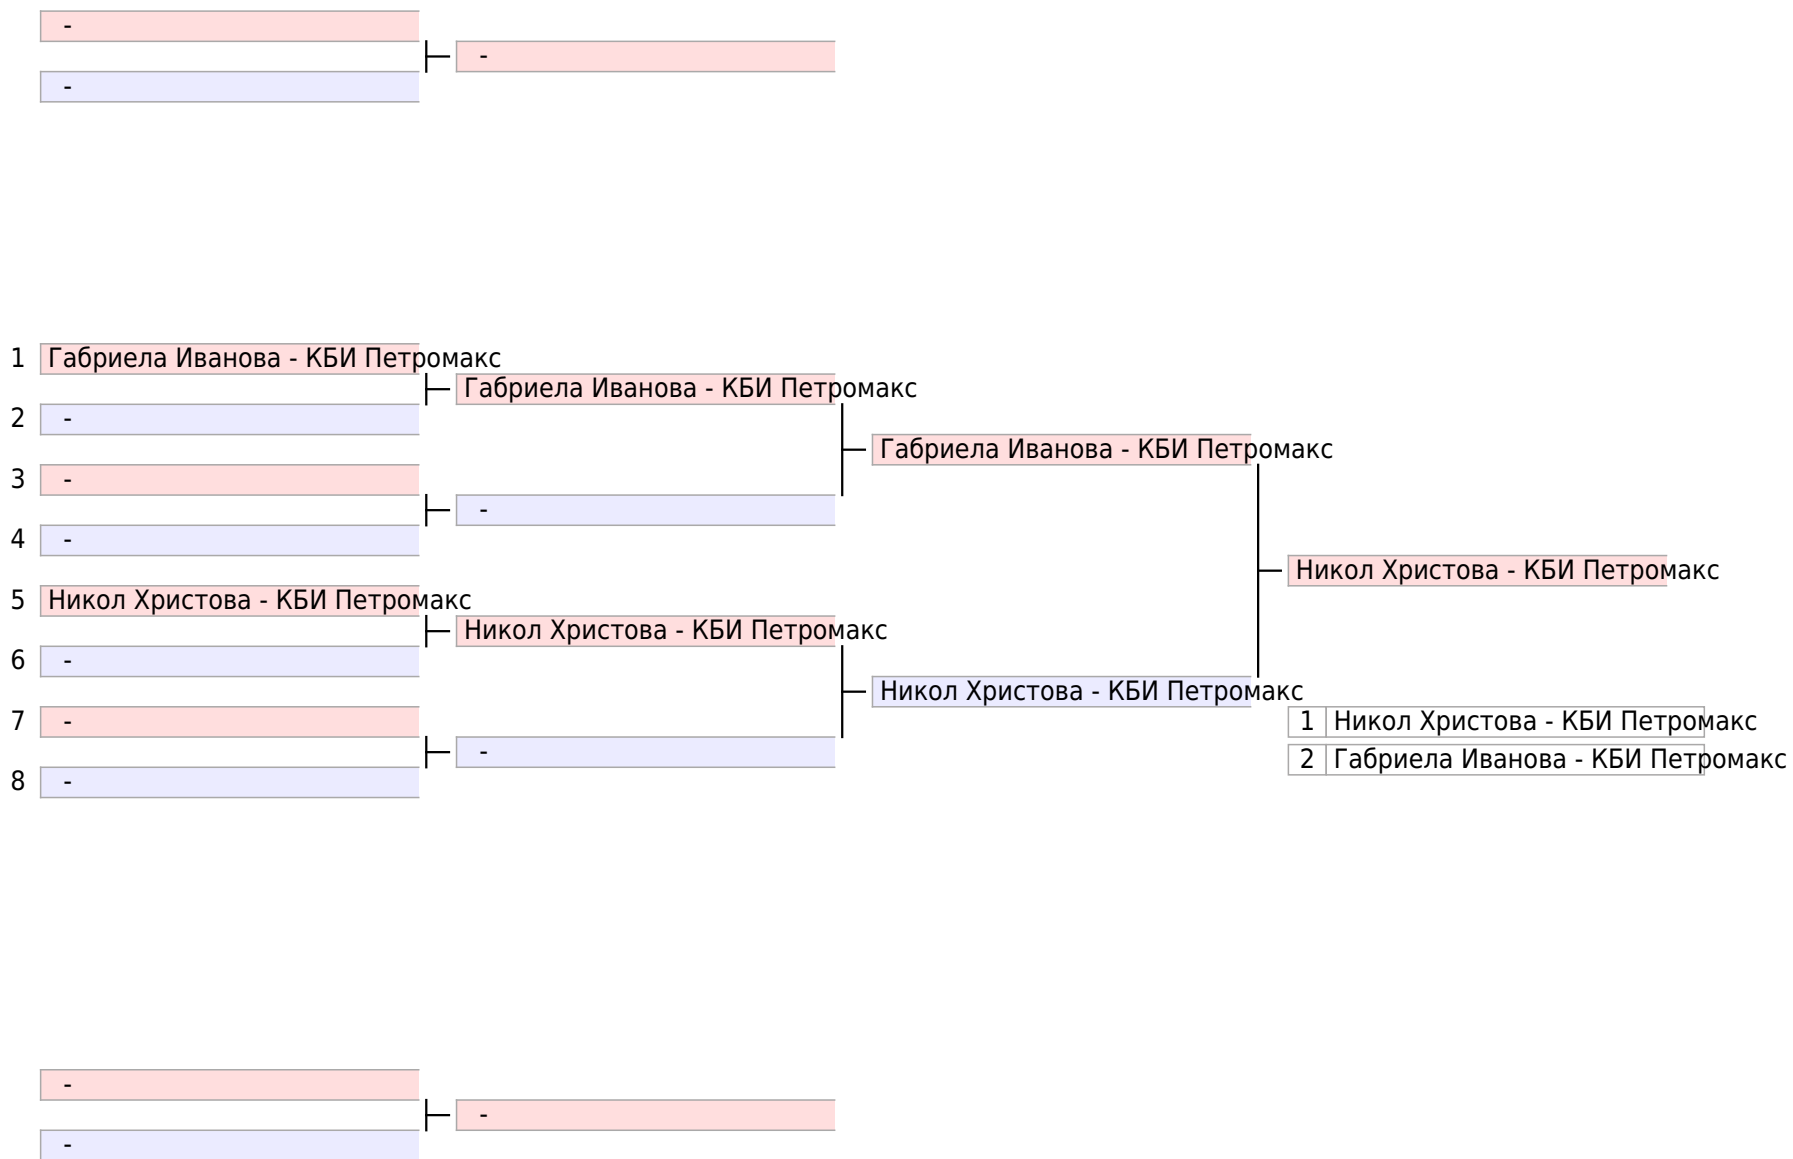 -
-
-
1 Габриела Иванова - КБИ Петромакс
Габриела Иванова - КБИ Петромакс
2 -
Габриела Иванова - КБИ Петромакс
3 -
-
4 -
Никол Христова - КБИ Петромакс
5 Никол Христова - КБИ Петромакс
Никол Христова - КБИ Петромакс
6 -
Никол Христова - КБИ Петромакс
7 -
1 Никол Христова - КБИ Петромакс
-
2 Габриела Иванова - КБИ Петромакс
8 -
-
-
-